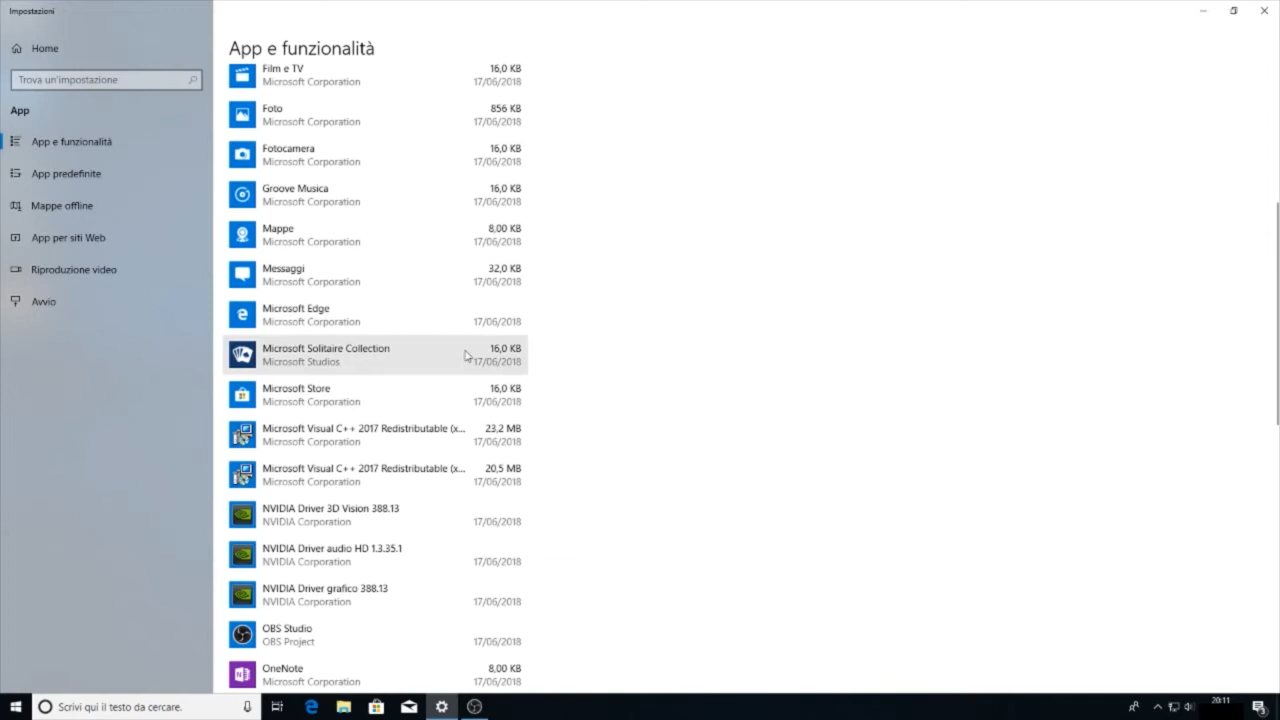 Impostazioni
Home
Trova un'impostazione
App
App e funzionalità
App predefinite
Mappe offline
App per siti Web
Riproduzione video
Avvio
App e funzionalità
Film e TV 16,0 KB
Microsoft Corporation 17/06/2018
Foto 856 KB
Microsoft Corporation 17/06/2018
Fotocamera 16,0 KB
Microsoft Corporation 17/06/2018
Groove Musica 16,0 KB
Microsoft Corporation 17/06/2018
Mappe 8,00 KB
Microsoft Corporation 17/06/2018
Messaggi 32,0 KB
Microsoft Corporation 17/06/2018
Microsoft Edge
Microsoft Corporation 17/06/2018
Microsoft Solitaire Collection 16,0 KB
Microsoft Studios 17/06/2018
Microsoft Store 16,0 KB
Microsoft Corporation 17/06/2018
Microsoft Visual C++ 2017 Redistributable (x... 23,2 MB
Microsoft Corporation 17/06/2018
Microsoft Visual C++ 2017 Redistributable (x... 20,5 MB
Microsoft Corporation 17/06/2018
NVIDIA Driver 3D Vision 388.13
NVIDIA Corporation 17/06/2018
NVIDIA Driver audio HD 1.3.35.1
NVIDIA Corporation 17/06/2018
NVIDIA Driver grafico 388.13
NVIDIA Corporation 17/06/2018
OBS Studio
OBS Project 17/06/2018
OneNote 8,00 KB
Microsoft Corporation 17/06/2018
Scrivi qui il testo da cercare.
20:11